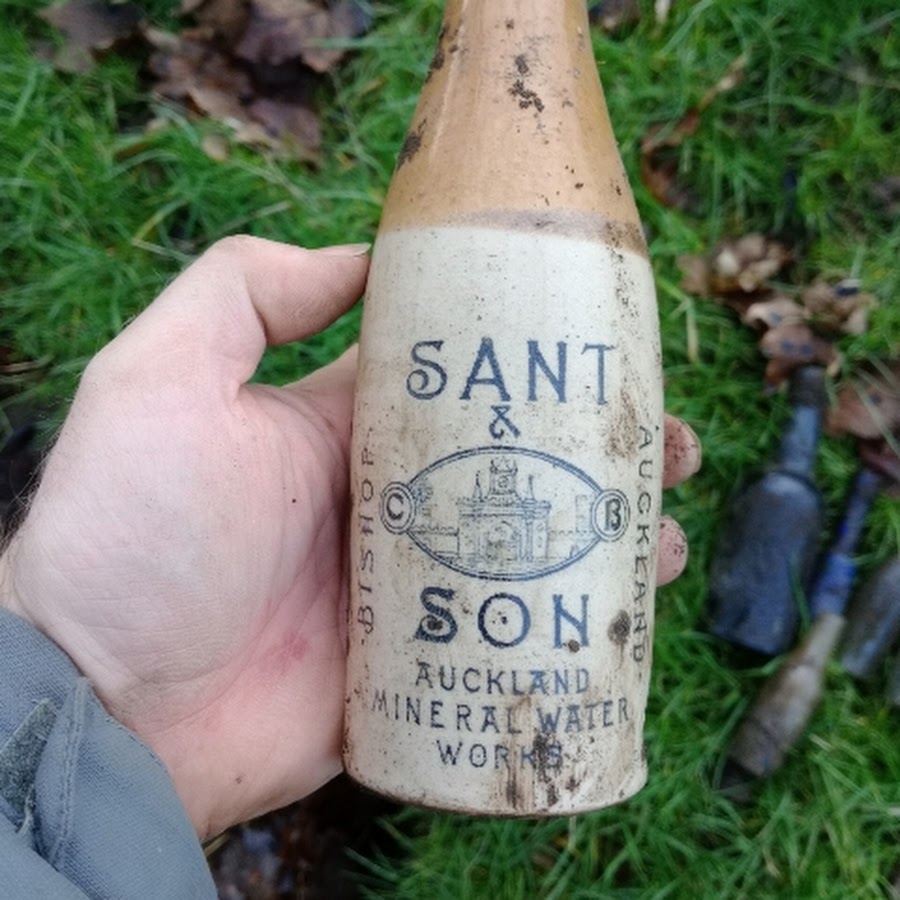 SANT
&
C B
SON
AUCKLAND
MINERAL WATER
WORKS
BISHOP
AUCKLAND